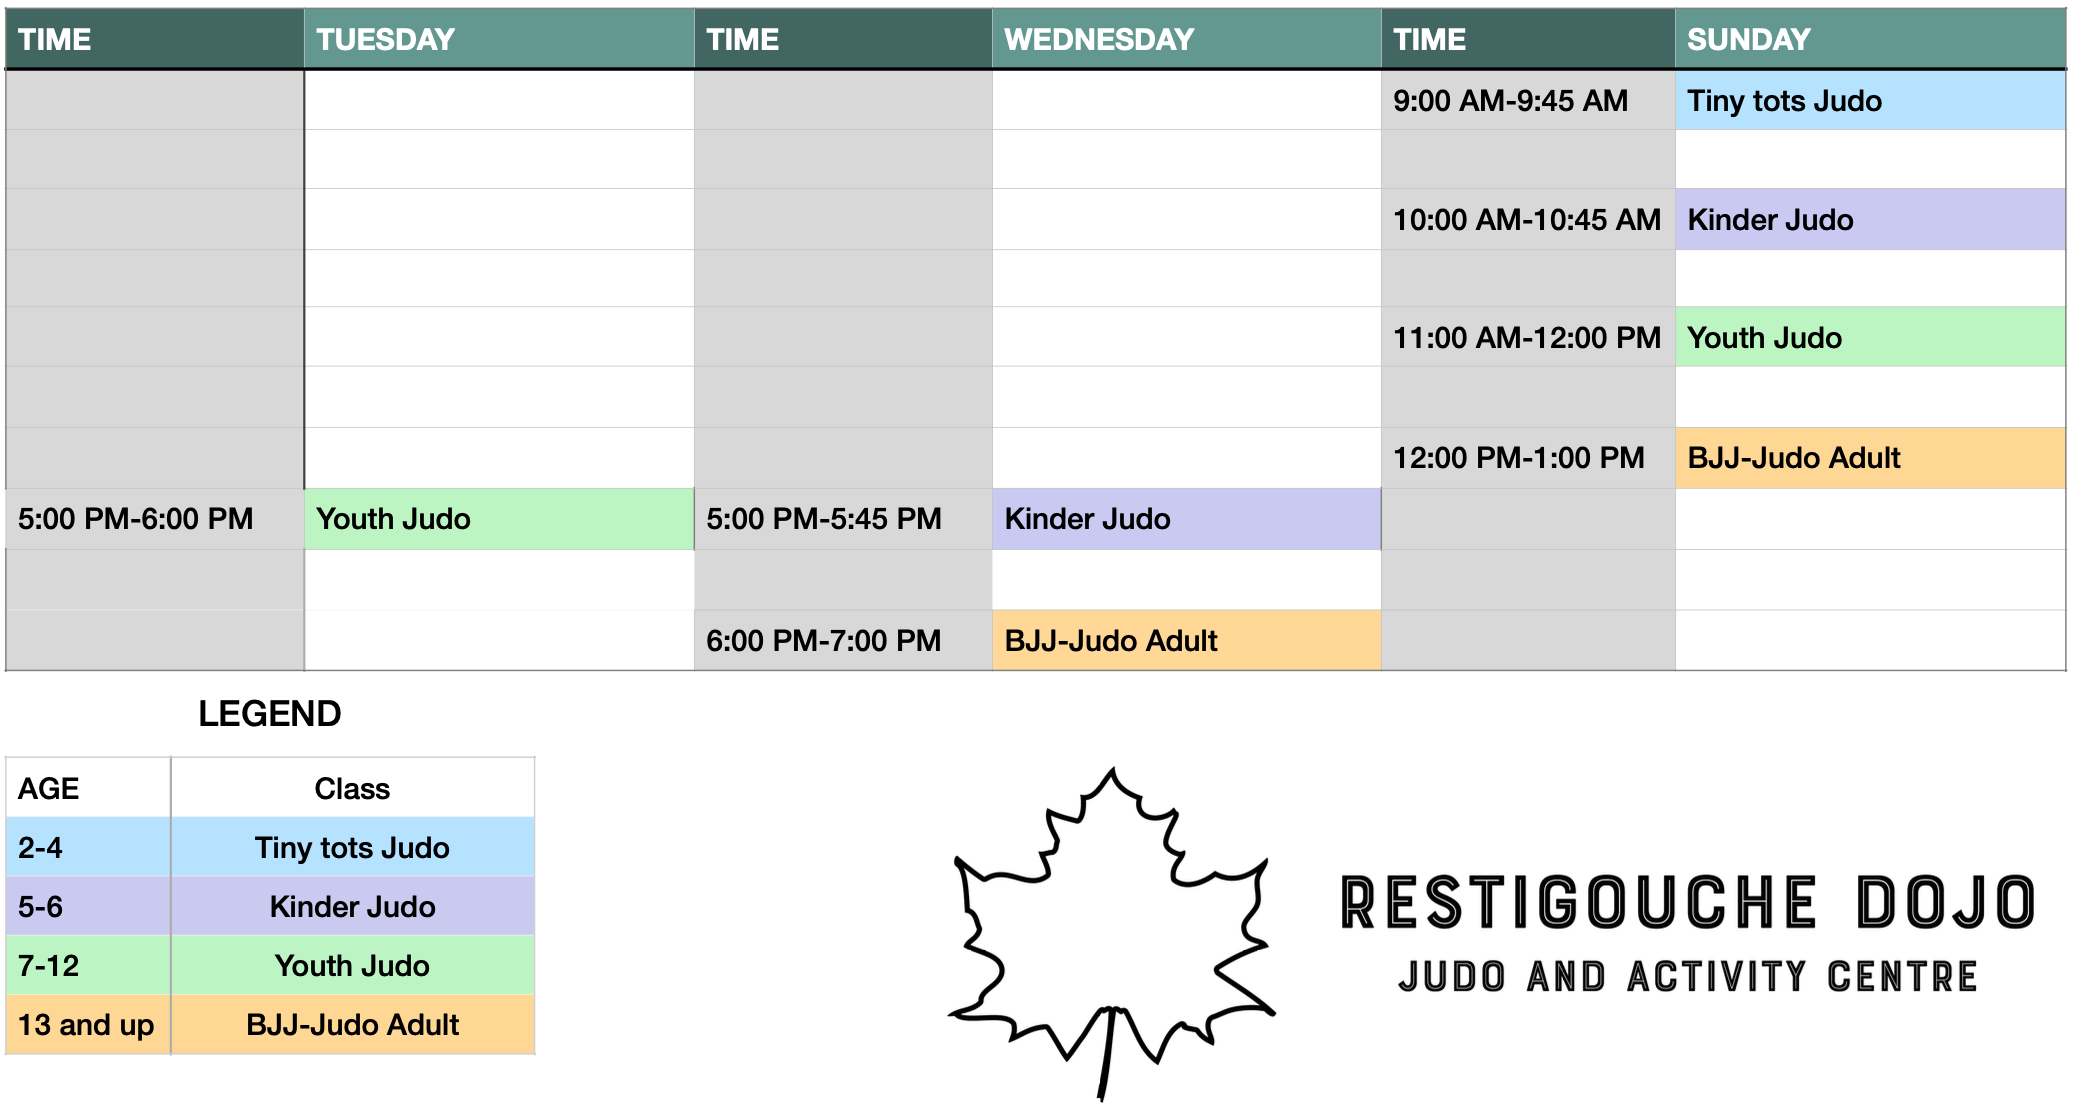 TIME TUESDAY TIME WEDNESDAY TIME SUNDAY
9:00 AM-9:45 AM Tiny tots Judo
10:00 AM-10:45 AM Kinder Judo
11:00 AM-12:00 PM Youth Judo
12:00 PM-1:00 PM BJJ-Judo Adult
5:00 PM-6:00 PM Youth Judo 5:00 PM-5:45 PM Kinder Judo
6:00 PM-7:00 PM BJJ-Judo Adult
LEGEND
AGE Class
2-4 Tiny tots Judo
5-6 Kinder Judo
7-12 Youth Judo
13 and up BJJ-Judo Adult
RESTIGOUCHE DOJO
JUDO AND ACTIVITY CENTRE